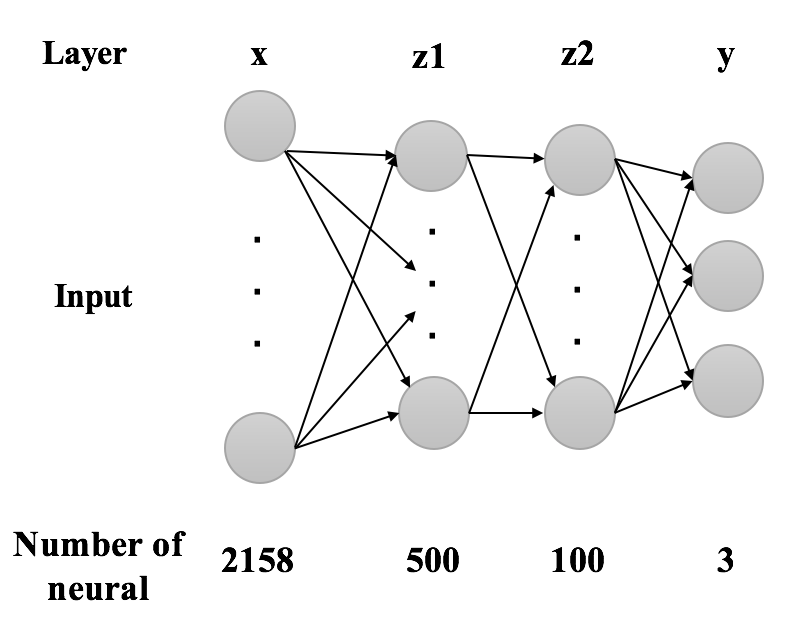 Layer x z1 z2 y
Input
Number of
neural 2158 500 100 3